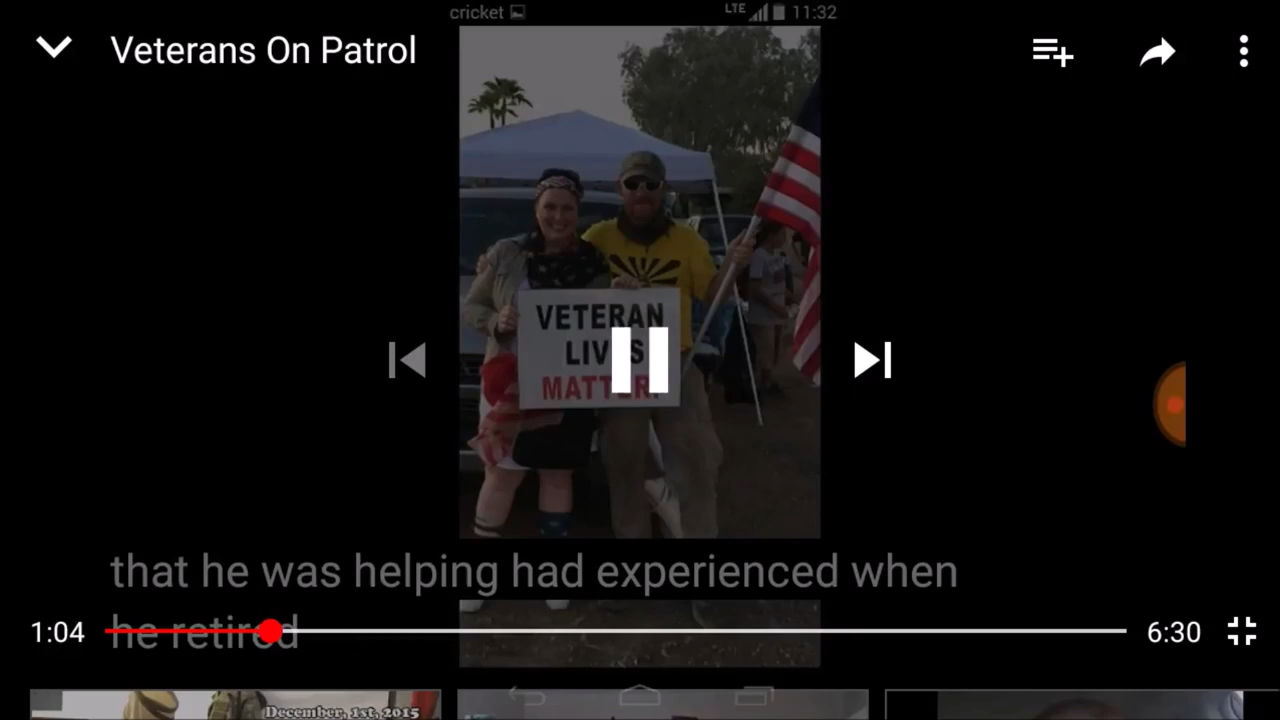 cricket
LTE
11:32
Veterans On Patrol
VETERAN
LIVES
MATTER!
that he was helping had experienced when
he retired
1:04
6:30
December, 1st, 2015